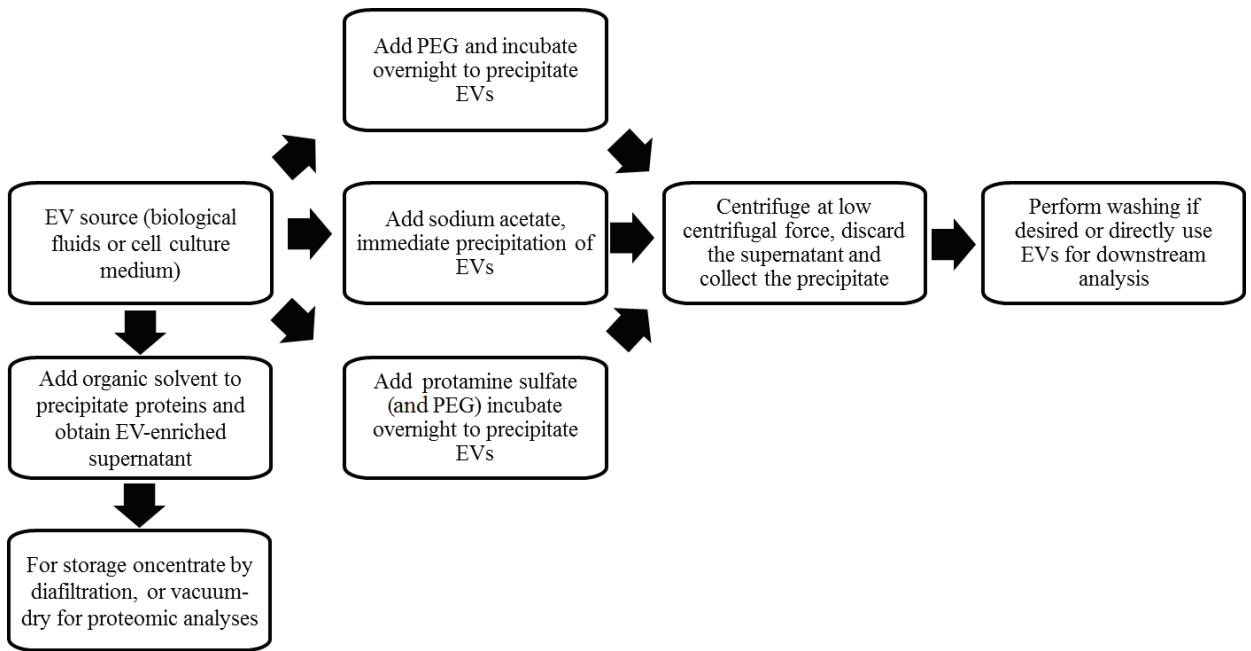 Add PEG and incubate
overnight to precipitate
EVs
EV source (biological
fluids or cell culture
medium)
Add sodium acetate,
immediate precipitation of
EVs
Centrifuge at low
centrifugal force, discard
the supernatant and
collect the precipitate
Perform washing if
desired or directly use
EVs for downstream
analysis
Add organic solvent to
precipitate proteins and
obtain EV-enriched
supernatant
Add protamine sulfate
(and PEG) incubate
overnight to precipitate
EVs
For storage oncentrate by
diafiltration, or vacuum-
dry for proteomic analyses